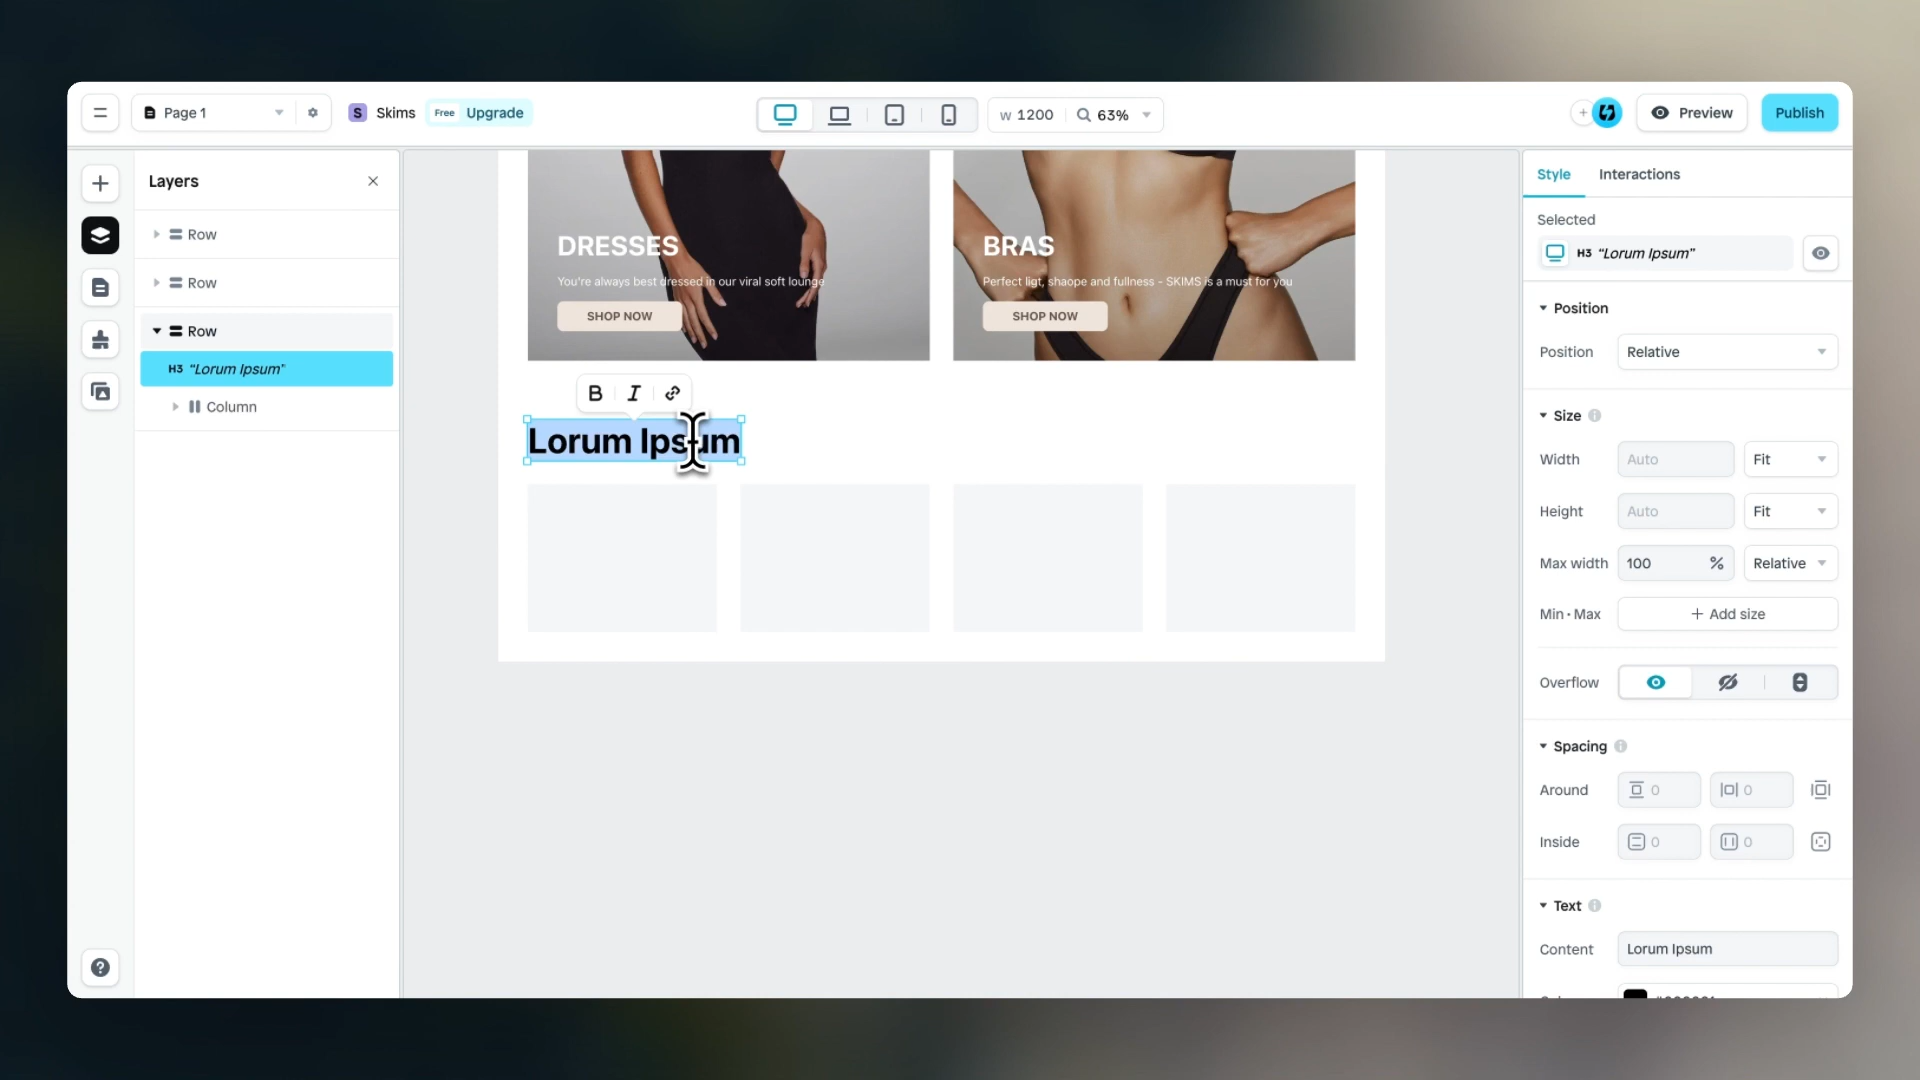 Page 1
S Skims
Free Upgrade
W 1200
63%
Preview
Publish
Layers
Row
Row
Row
H3 “Lorum Ipsum”
Column
DRESSES
You're always best dressed in our viral soft lounge
SHOP NOW
BRAS
Perfect ligt, shaope and fullness - SKIMS is a must for you
SHOP NOW
B I
Lorum Ipsum
Style Interactions
Selected
H3 “Lorum Ipsum”
Position
Position Relative
Size
Width Auto Fit
Height Auto Fit
Max width 100 % Relative
Min · Max + Add size
Overflow
Spacing
Around 0 0
Inside 0 0
Text
Content Lorum Ipsum